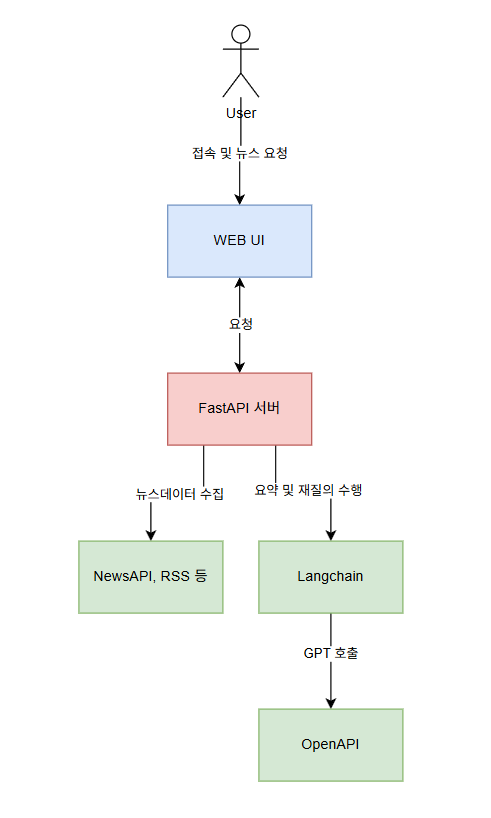 User
접속 및 뉴스 요청
WEB UI
요청
FastAPI 서버
뉴스데이터 수집
요약 및 재질의 수행
NewsAPI, RSS 등
Langchain
GPT 호출
OpenAPI